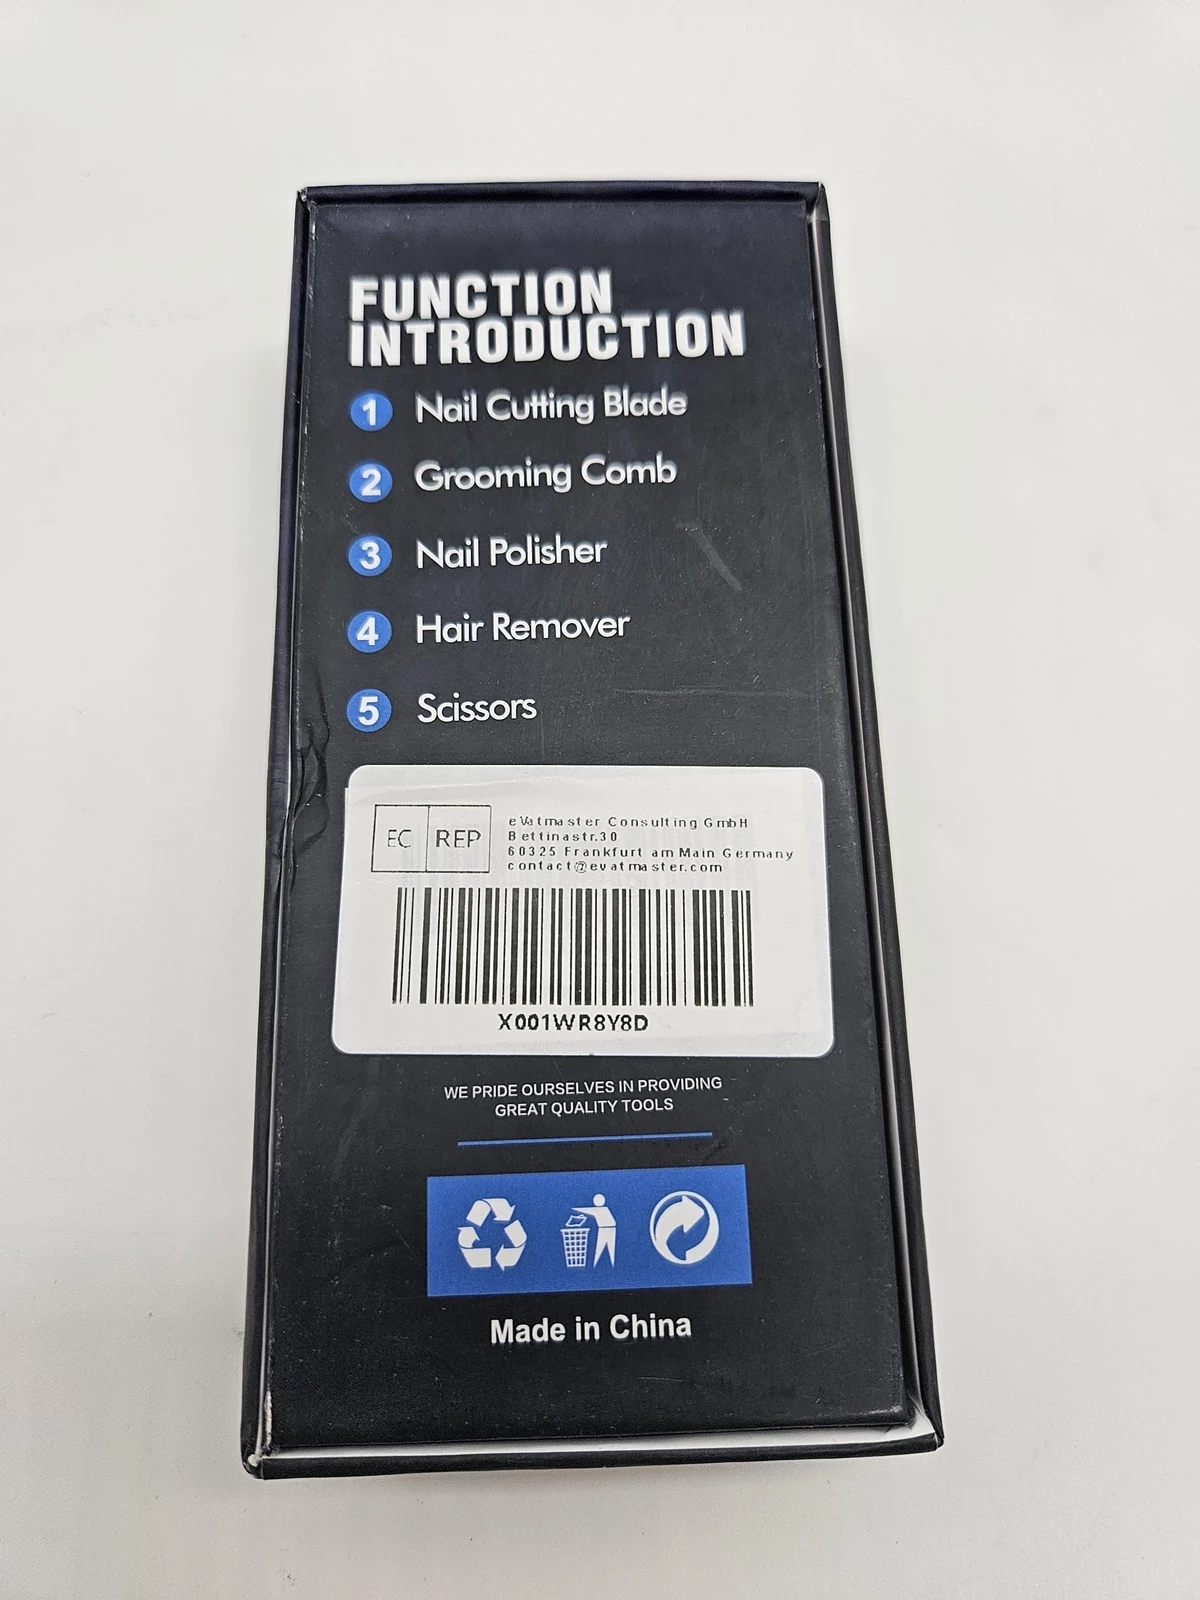 FUNCTION
INTRODUCTION
1 Nail Cutting Blade
2 Grooming Comb
3 Nail Polisher
4 Hair Remover
5 Scissors
EC REP
eVatmaster Consulting GmbH
Bettinastr.30
60325 Frankfurt am Main Germany
contact@evatmaster.com
X001WR8Y8D
WE PRIDE OURSELVES IN PROVIDING
GREAT QUALITY TOOLS
Made in China